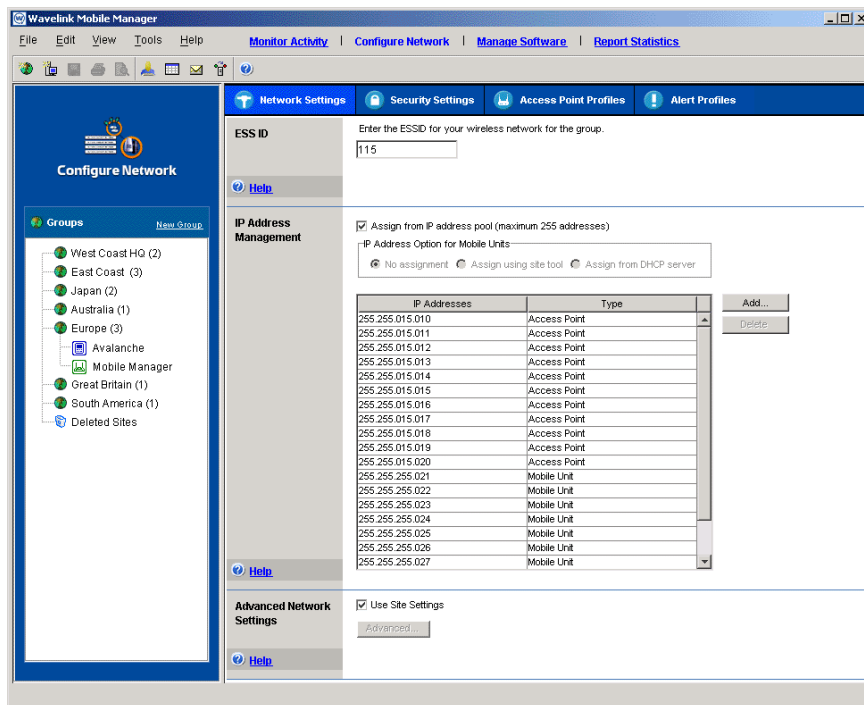 Wavelink Mobile Manager
File Edit View Tools Help Monitor Activity | Configure Network | Manage Software | Report Statistics
Network Settings Security Settings Access Point Profiles Alert Profiles
Configure Network
Groups New Group
West Coast HQ (2)
East Coast (3)
Japan (2)
Australia (1)
Europe (3)
Avalanche
Mobile Manager
Great Britain (1)
South America (1)
Deleted Sites
ESS ID
Enter the ESSID for your wireless network for the group.
115
Help
IP Address
Management
Assign from IP address pool (maximum 255 addresses)
IP Address Option for Mobile Units
No assignment Assign using site tool Assign from DHCP server
IP Addresses Type
255.255.015.010 Access Point
255.255.015.011 Access Point
255.255.015.012 Access Point
255.255.015.013 Access Point
255.255.015.014 Access Point
255.255.015.015 Access Point
255.255.015.016 Access Point
255.255.015.017 Access Point
255.255.015.018 Access Point
255.255.015.019 Access Point
255.255.015.020 Access Point
255.255.255.021 Mobile Unit
255.255.255.022 Mobile Unit
255.255.255.023 Mobile Unit
255.255.255.024 Mobile Unit
255.255.255.025 Mobile Unit
255.255.255.026 Mobile Unit
255.255.255.027 Mobile Unit
Add...
Delete
Help
Advanced Network
Settings
Use Site Settings
Advanced...
Help